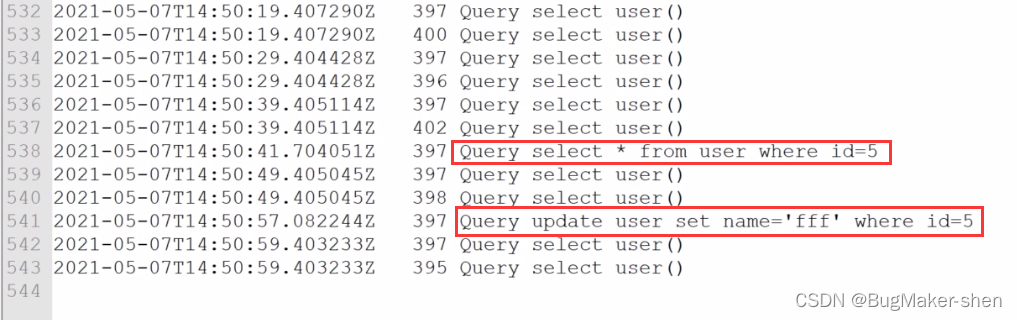 532 2021-05-07T14:50:19.407290Z 397 Query select user()
533 2021-05-07T14:50:19.407290Z 400 Query select user()
534 2021-05-07T14:50:29.404428Z 397 Query select user()
535 2021-05-07T14:50:29.404428Z 396 Query select user()
536 2021-05-07T14:50:39.405114Z 397 Query select user()
537 2021-05-07T14:50:39.405114Z 402 Query select user()
538 2021-05-07T14:50:41.704051Z 397 Query select * from user where id=5
539 2021-05-07T14:50:49.405045Z 397 Query select user()
540 2021-05-07T14:50:49.405045Z 398 Query select user()
541 2021-05-07T14:50:57.082244Z 397 Query update user set name='fff' where id=5
542 2021-05-07T14:50:59.403233Z 397 Query select user()
543 2021-05-07T14:50:59.403233Z 395 Query select user()
544
CSDN @BugMaker-shen